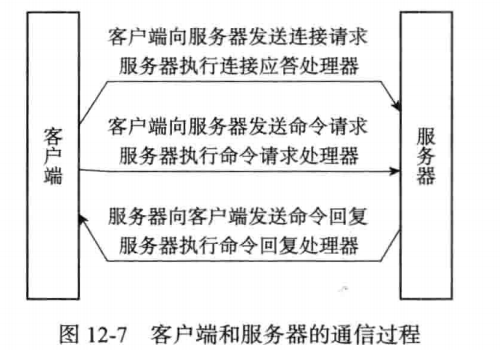 客户端向服务器发送连接请求
服务器执行连接应答处理器
客户端
客户端向服务器发送命令请求
服务器执行命令请求处理器
服务器
服务器向客户端发送命令回复
服务器执行命令回复处理器
图 12-7 客户端和服务器的通信过程